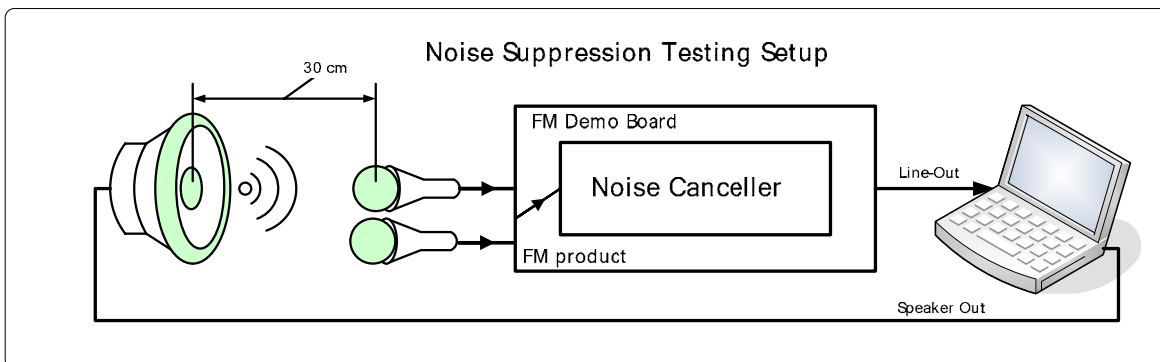 Noise Suppression Testing Setup
30 cm
FM Demo Board
Noise Canceller
FM product
Line-Out
Speaker Out